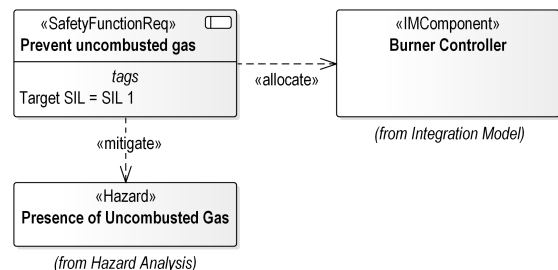 «SafetyFunctionReq»
Prevent uncombusted gas
tags
Target SIL = SIL 1
«allocate»
«IMComponent»
Burner Controller
(from Integration Model)
«mitigate»
«Hazard»
Presence of Uncombusted Gas
(from Hazard Analysis)